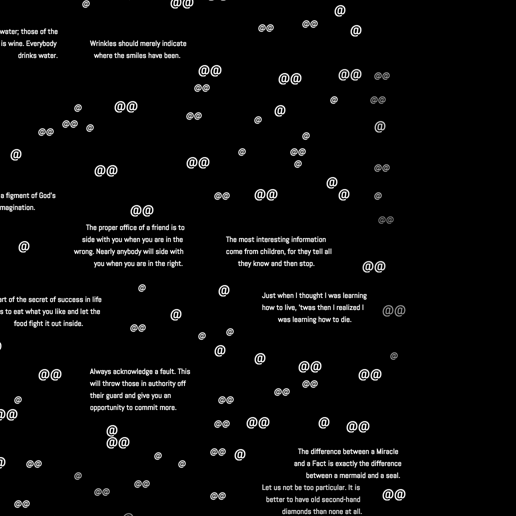 water; those of the
is wine. Everybody
drinks water.
Wrinkles should merely indicate
where the smiles have been.
a figment of God's
imagination.
The proper office of a friend is to
side with you when you are in the
wrong. Nearly anybody will side with
you when you are in the right.
The most interesting information
come from children, for they tell all
they know and then stop.
art of the secret of success in life
is to eat what you like and let the
food fight it out inside.
Just when I thought I was learning
how to live, 'twas then I realized I
was learning how to die.
Always acknowledge a fault. This
will throw those in authority off
their guard and give you an
opportunity to commit more.
The difference between a Miracle
and a Fact is exactly the difference
between a mermaid and a seal.
Let us not be too particular. It is
better to have old second-hand
diamonds than none at all.